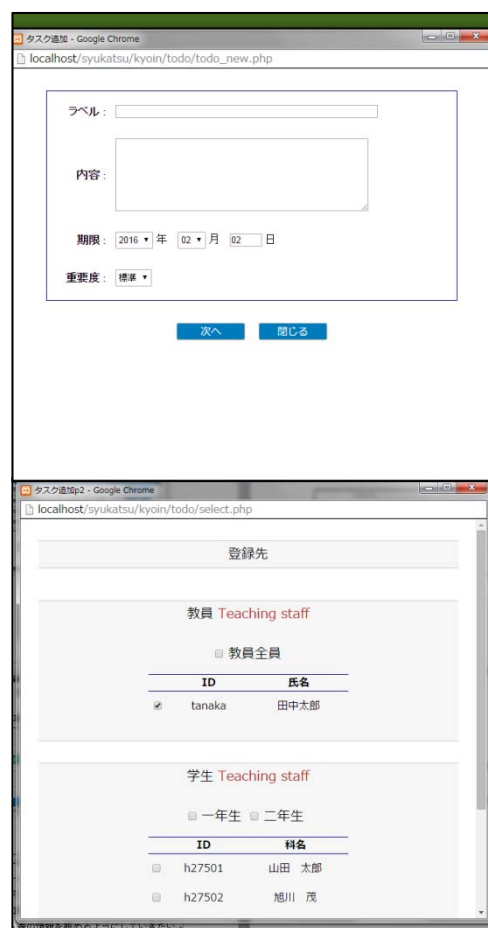 タスク追加 - Google Chrome
localhost/syukatsu/kyoin/todo/todo_new.php
ラベル :
内容 :
期限 : 2016 年 02 月 02 日
重要度 : 標準
次へ 閉じる
タスク追加p2 - Google Chrome
localhost/syukatsu/kyoin/todo/select.php
登録先
教員 Teaching staff
教員全員
ID 氏名
tanaka 田中太郎
学生 Teaching staff
一年生 二年生
ID 科名
h27501 山田 太郎
h27502 旭川 茂